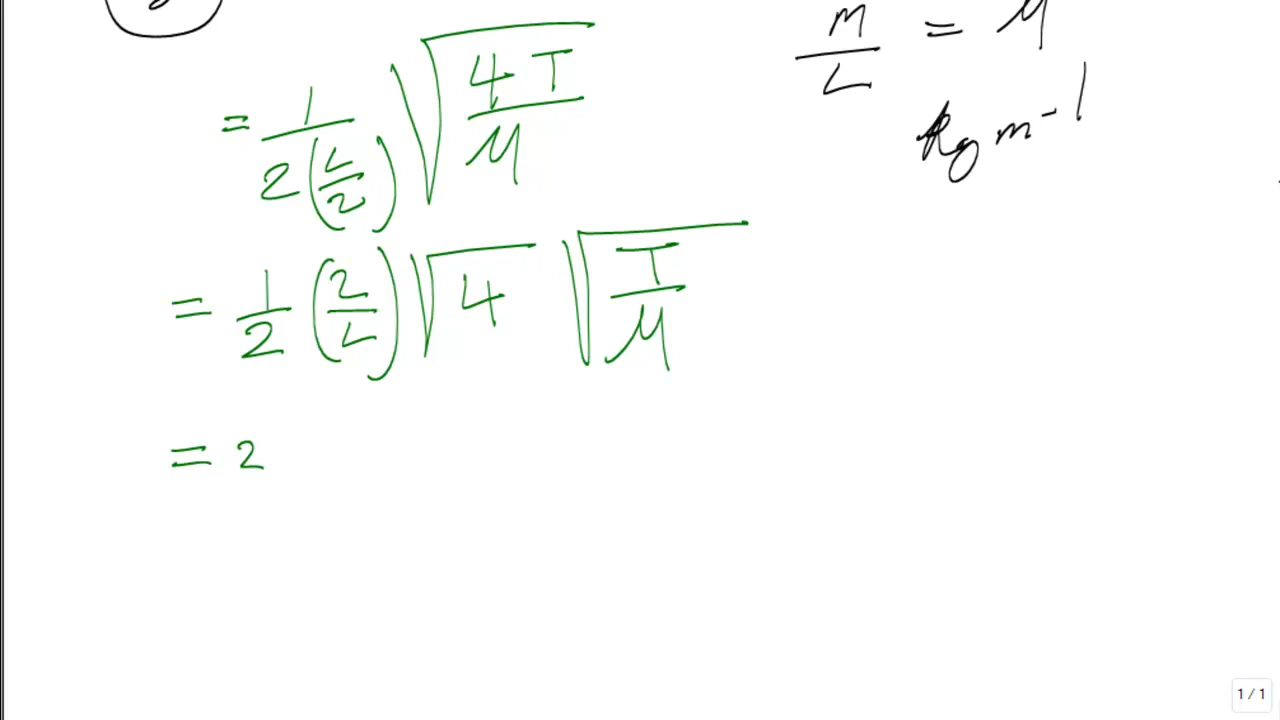 = 1/(2(L/2)) √(4T/μ)
m/L = μ
kg m⁻¹
= 1/2 (2/L) √4 √(T/μ)
= 2
1 / 1